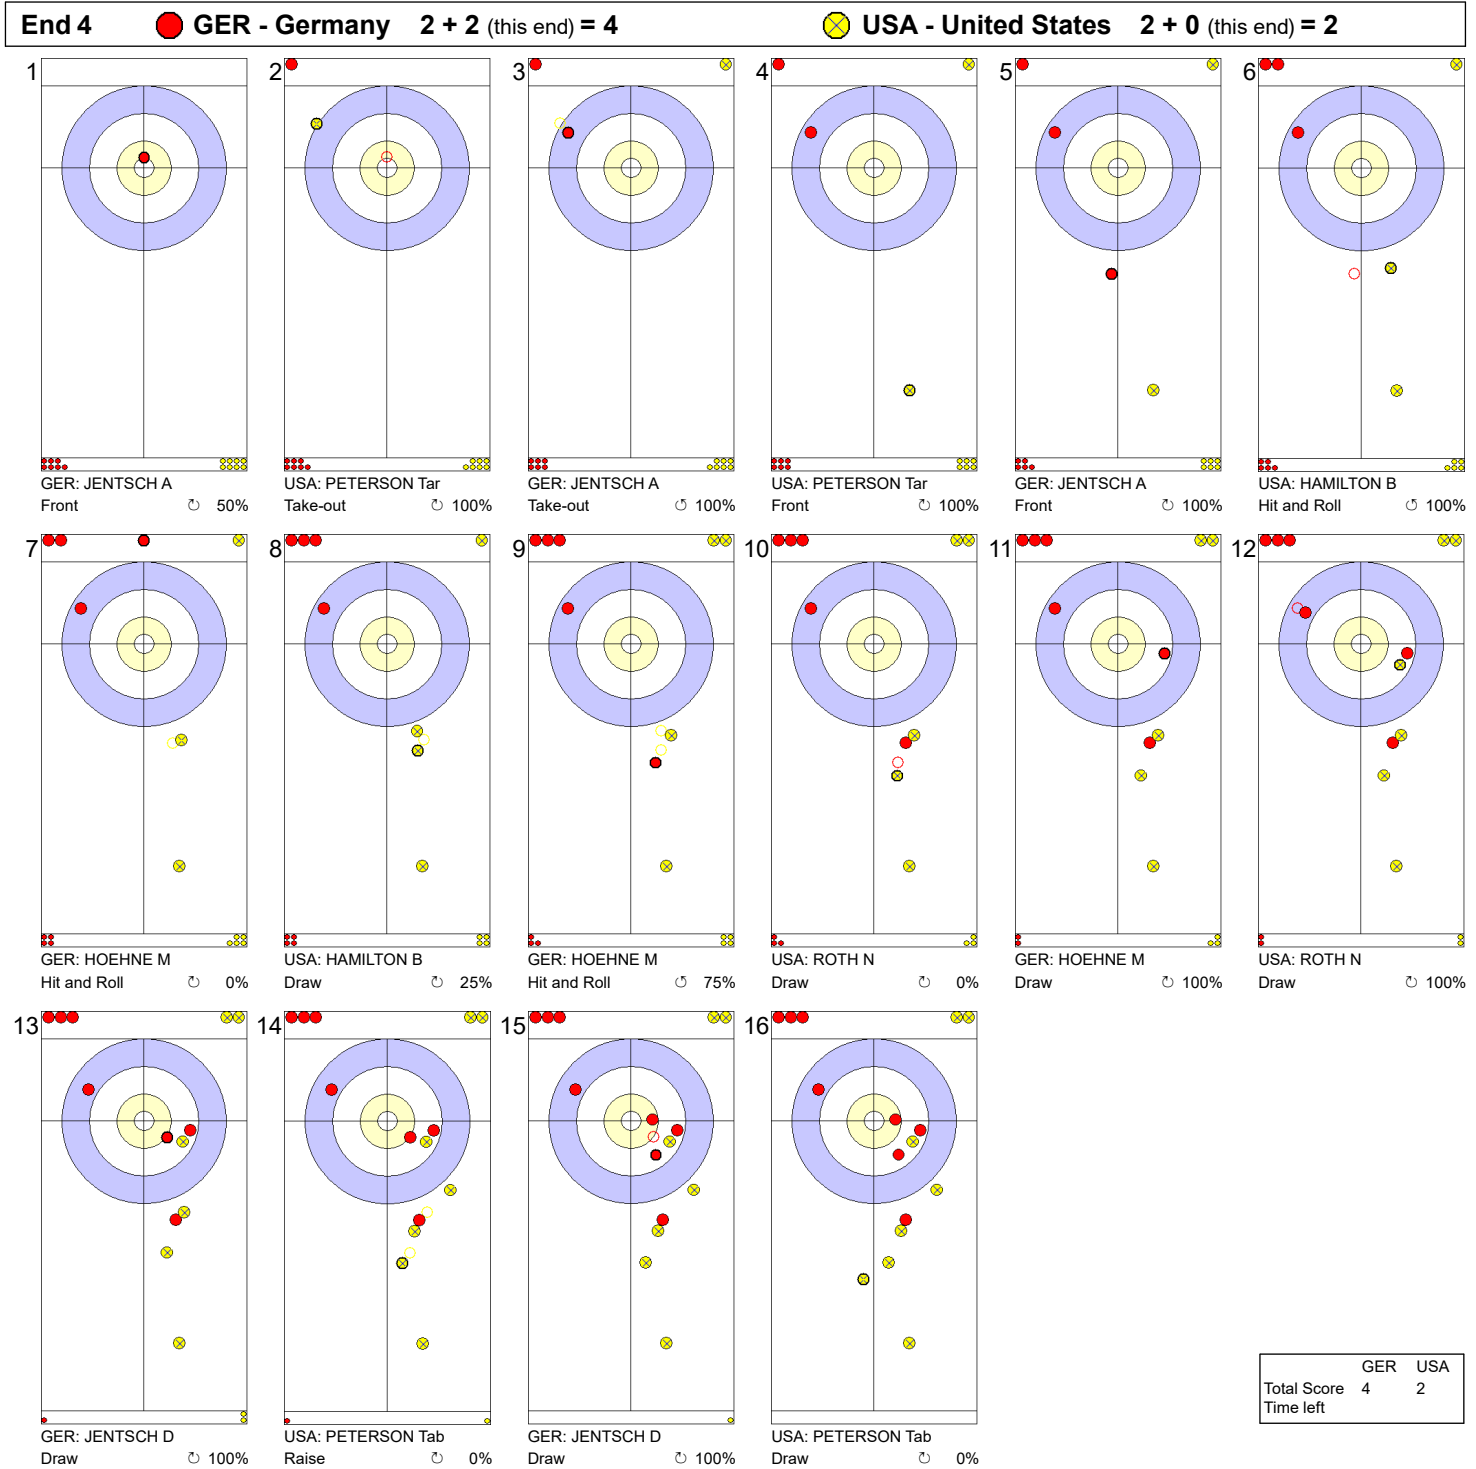 End 4 GER - Germany 2 + 2 (this end) = 4 USA - United States 2 + 0 (this end) = 2
1 2 3 4 5 6
GER: JENTSCH A USA: PETERSON Tar GER: JENTSCH A USA: PETERSON Tar GER: JENTSCH A USA: HAMILTON B
Front ↻ 50% Take-out ↻ 100% Take-out ↺ 100% Front ↻ 100% Front ↻ 100% Hit and Roll ↻ 100%
7 8 9 10 11 12
GER: HOEHNE M USA: HAMILTON B GER: HOEHNE M USA: ROTH N GER: HOEHNE M USA: ROTH N
Hit and Roll ↻ 0% Draw ↻ 25% Hit and Roll ↺ 75% Draw ↻ 0% Draw ↻ 100% Draw ↻ 100%
13 14 15 16
GER: JENTSCH D USA: PETERSON Tab GER: JENTSCH D USA: PETERSON Tab
Draw ↻ 100% Raise ↻ 0% Draw ↻ 100% Draw ↻ 0%
GER USA
Total Score 4 2
Time left